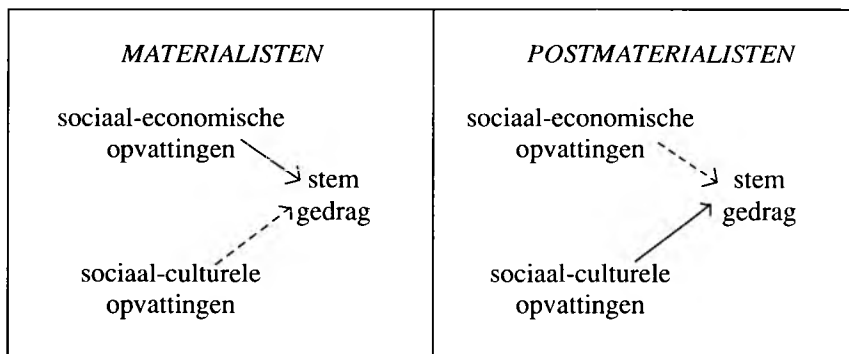 MATERIALISTEN
sociaal-economische
opvattingen
stem
gedrag
sociaal-culturele
opvattingen
POSTMATERIALISTEN
sociaal-economische
opvattingen
stem
gedrag
sociaal-culturele
opvattingen